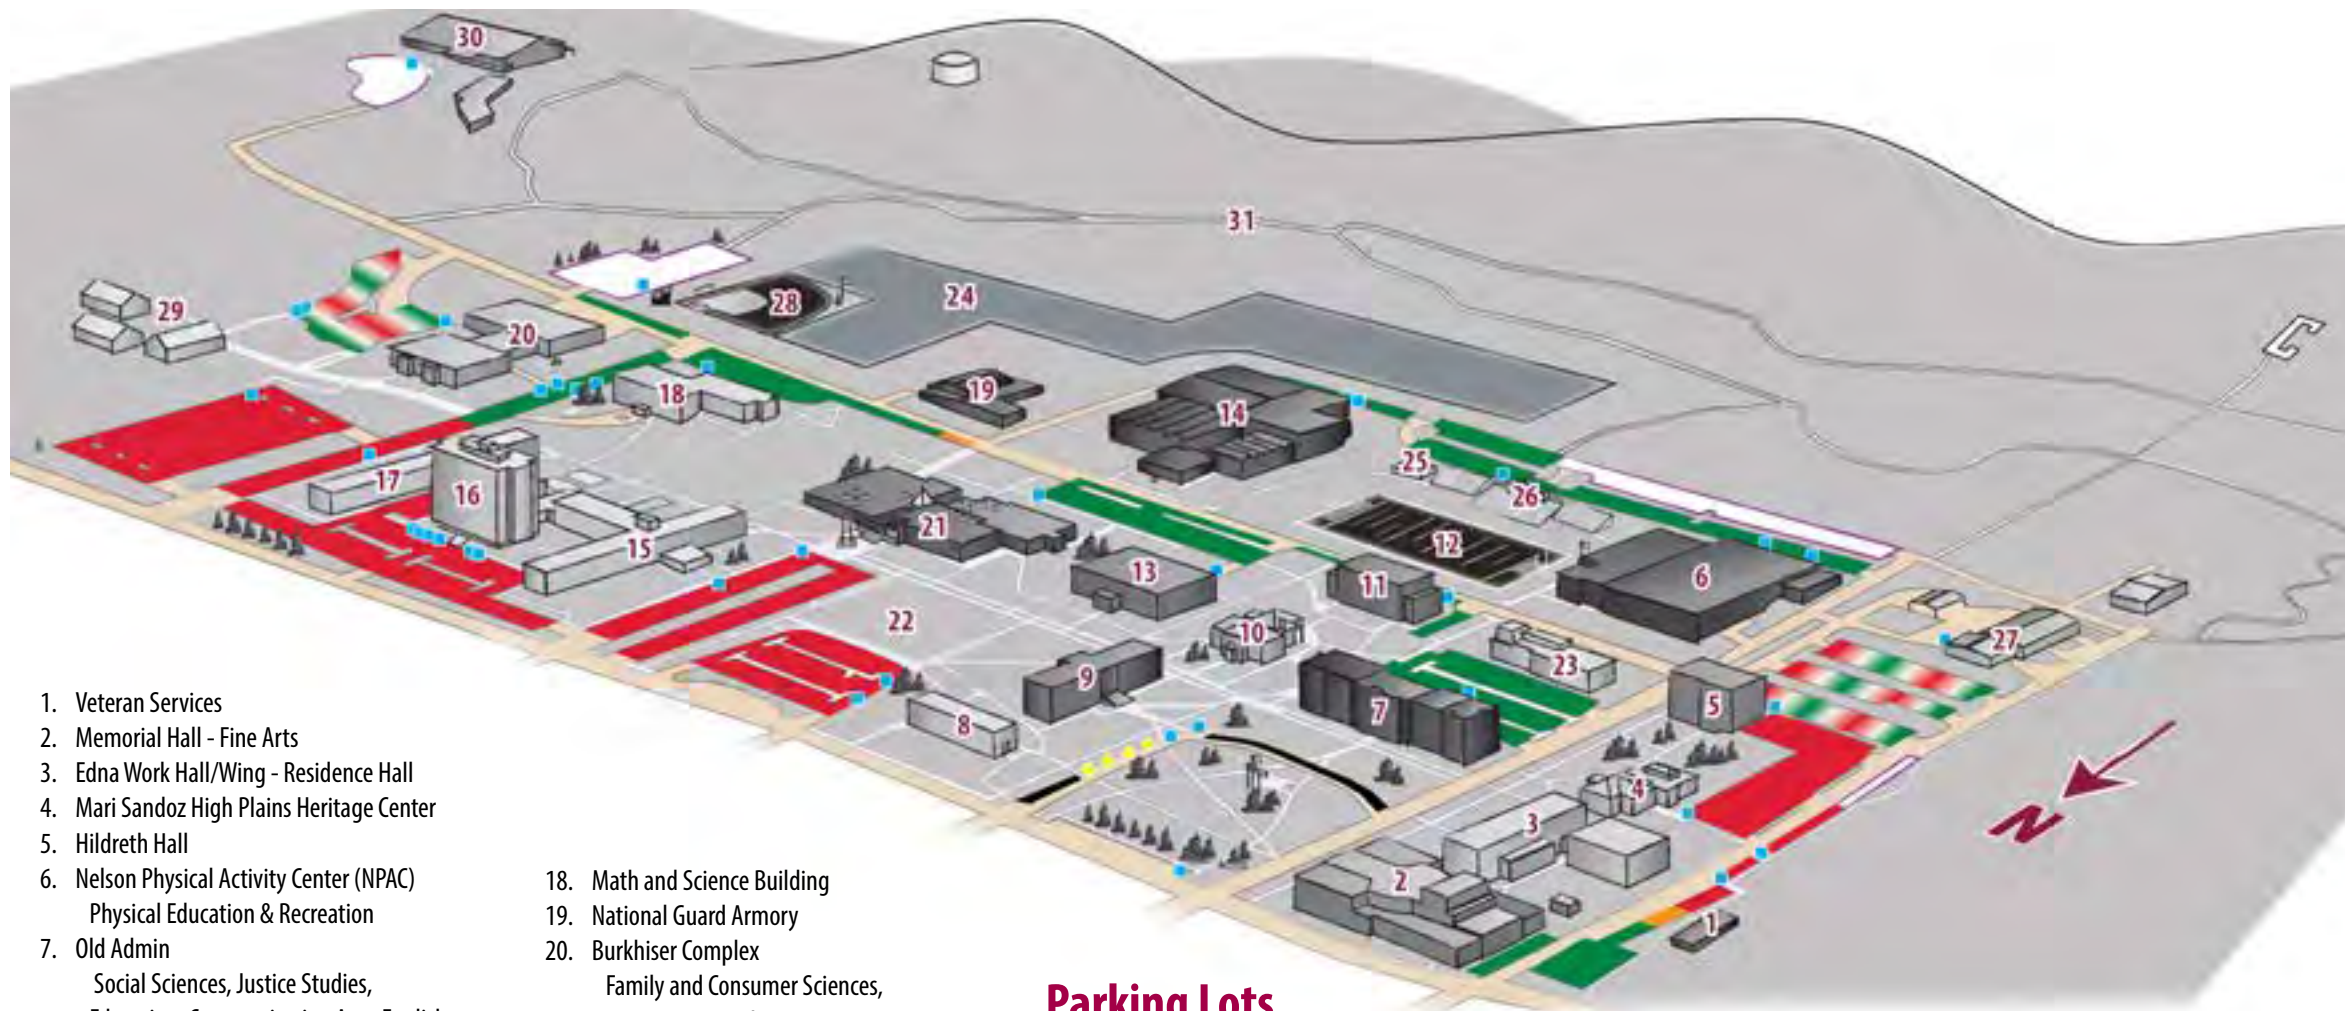 30
31
28
24
29
20
18
19
14
25
26
17
16
15
21
12
13
11
6
22
10
27
9
23
8
7
5
4
3
2
1
C
N
1. Veteran Services
2. Memorial Hall - Fine Arts
3. Edna Work Hall/Wing - Residence Hall
4. Mari Sandoz High Plains Heritage Center
5. Hildreth Hall
6. Nelson Physical Activity Center (NPAC)
Physical Education & Recreation
7. Old Admin
Social Sciences, Justice Studies,
18. Math and Science Building
19. National Guard Armory
20. Burkhiser Complex
Family and Consumer Sciences,
Parking Lots